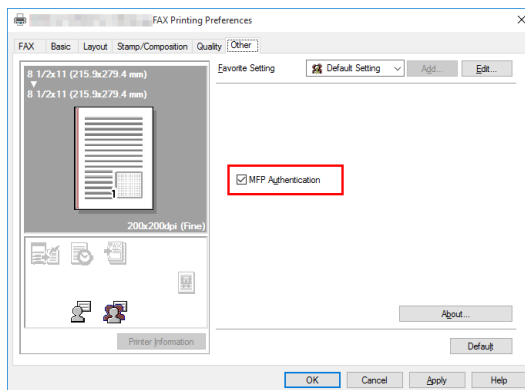 FAX Printing Preferences
FAX Basic Layout Stamp/Composition Quality Other
8 1/2x11 (215.9x279.4 mm)
8 1/2x11 (215.9x279.4 mm)
1
200x200dpi (Fine)
Printer Information
Favorite Setting Default Setting Add... Edit...
MFP Authentication
About...
Default
OK Cancel Apply Help